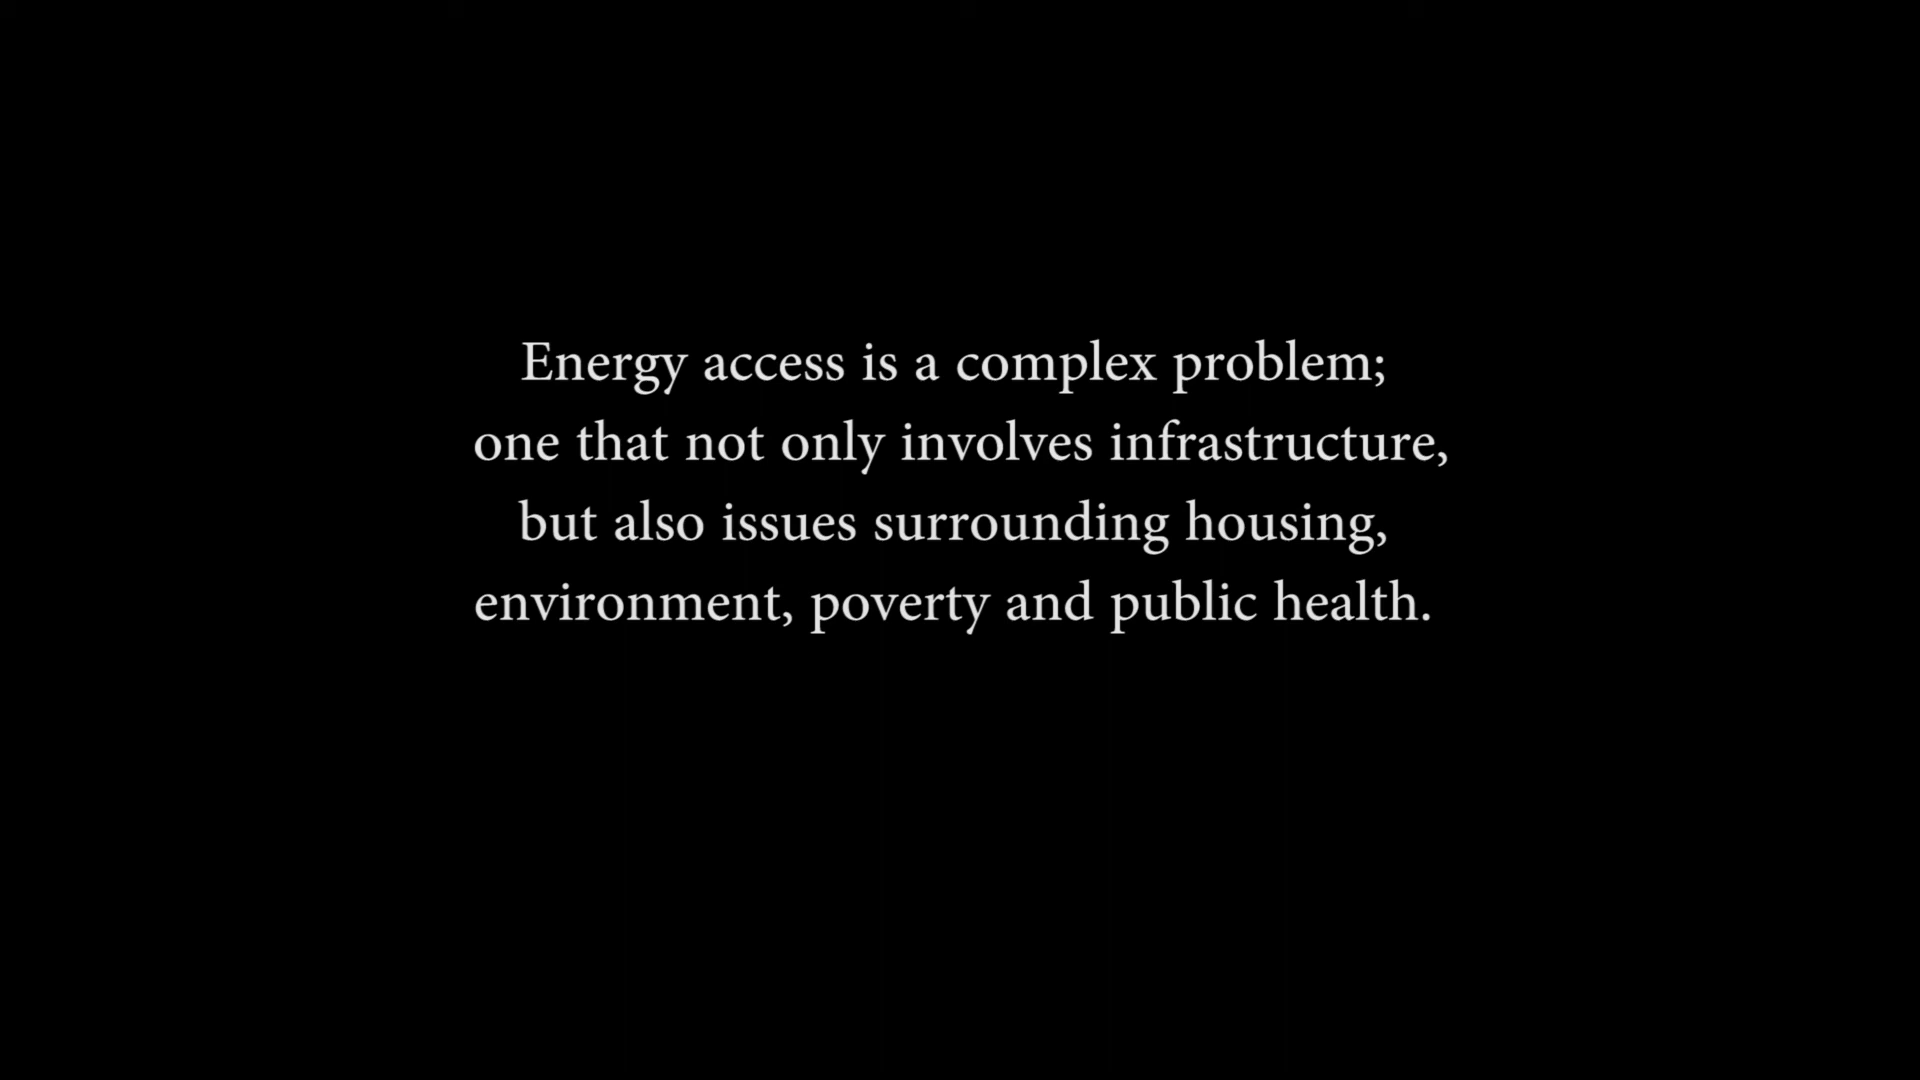 Energy access is a complex problem;
one that not only involves infrastructure,
but also issues surrounding housing,
environment, poverty and public health.